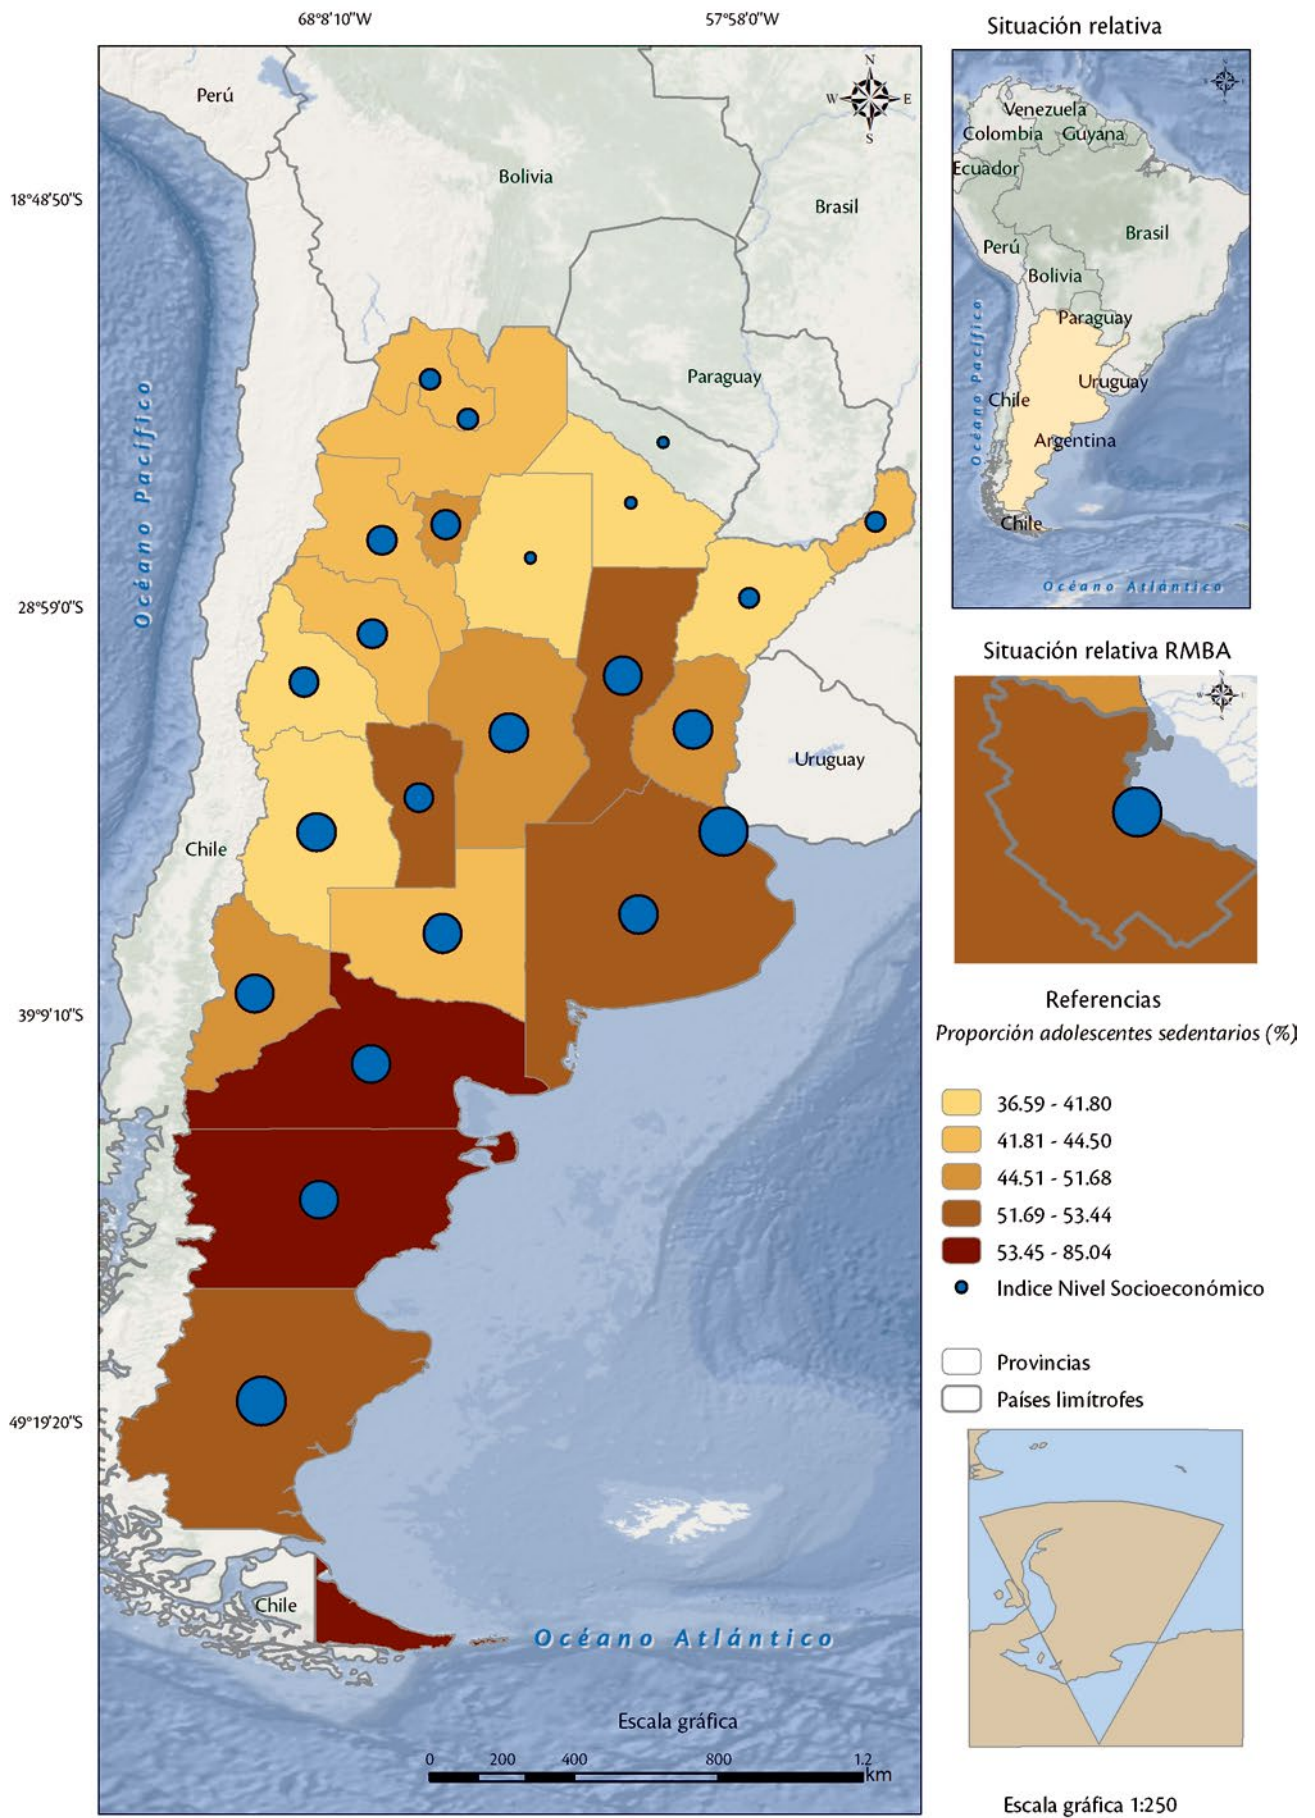 68°8'10"W
57°58'0"W
18°48'50"S
28°59'0"S
39°9'10"S
49°19'20"S
Perú
Bolivia
Brasil
N
W
E
S
Paraguay
Océano Pacífico
Uruguay
Chile
Chile
Océano Atlántico
Escala gráfica
0 200 400 800 1.2
km
Situación relativa
Venezuela
Colombia
Guyana
Ecuador
Brasil
Perú
Bolivia
Paraguay
Uruguay
Chile
Océano Pacífico
Argentina
Chile
Océano Atlántico
Situación relativa RMBA
N
W
E
S
Referencias
Proporción adolescentes sedentarios (%)
36.59 - 41.80
41.81 - 44.50
44.51 - 51.68
51.69 - 53.44
53.45 - 85.04
Indice Nivel Socioeconómico
Provincias
Países limítrofes
Escala gráfica 1:250